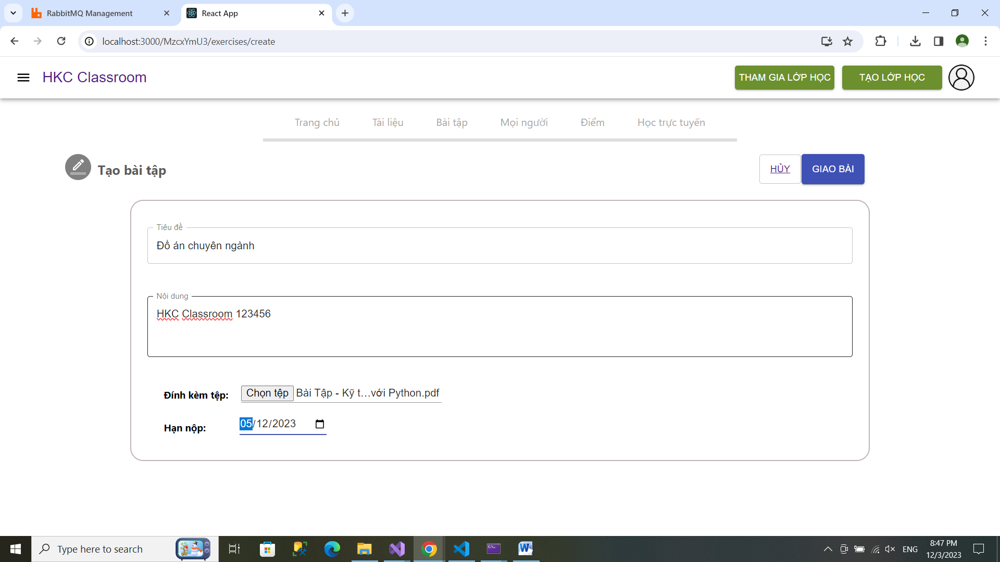 RabbitMQ Management
React App
localhost:3000/MzcxYmU3/exercises/create
HKC Classroom
THAM GIA LỚP HỌC
TẠO LỚP HỌC
Trang chủ
Tài liệu
Bài tập
Mọi người
Điểm
Học trực tuyến
Tạo bài tập
HỦY
GIAO BÀI
Tiêu đề
Đồ án chuyên ngành
Nội dung
HKC Classroom 123456
Đính kèm tệp:
Chọn tệp Bài Tập - Kỹ t...với Python.pdf
Hạn nộp:
05/12/2023
Type here to search
ENG
8:47 PM
12/3/2023